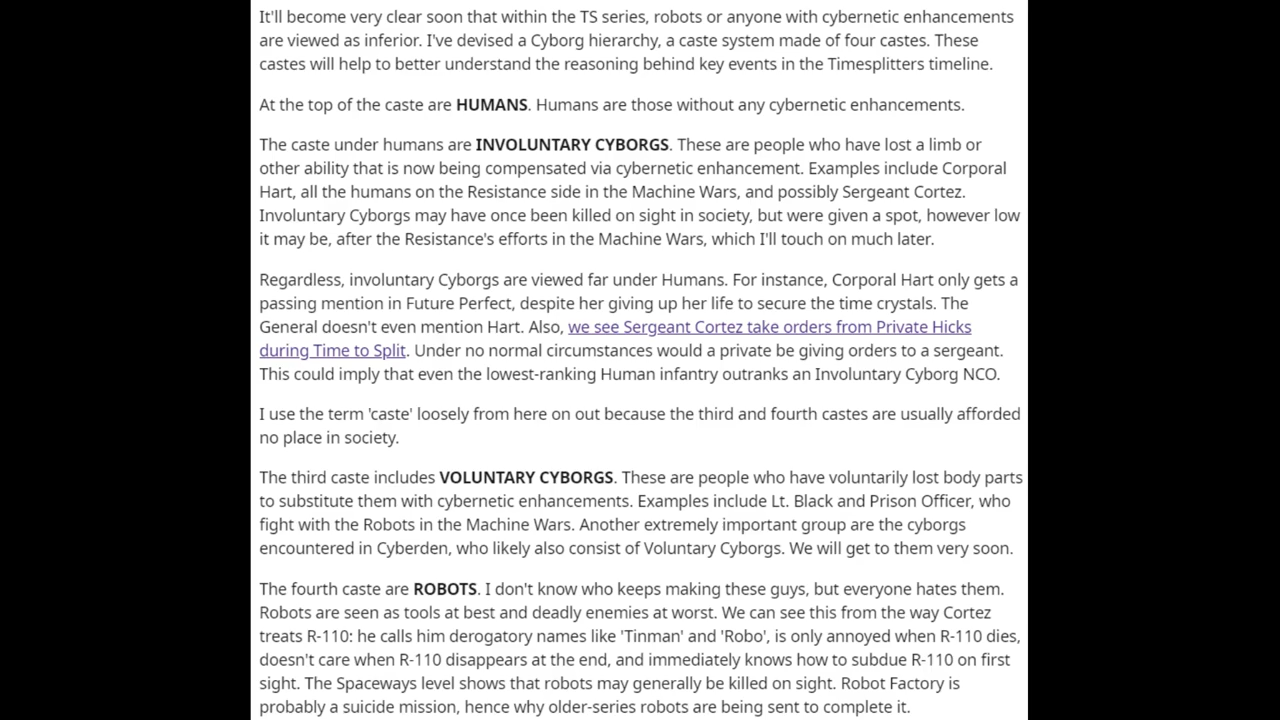 It'll become very clear soon that within the TS series, robots or anyone with cybernetic enhancements
are viewed as inferior. I've devised a Cyborg hierarchy, a caste system made of four castes. These
castes will help to better understand the reasoning behind key events in the Timesplitters timeline.
At the top of the caste are HUMANS. Humans are those without any cybernetic enhancements.
The caste under humans are INVOLUNTARY CYBORGS. These are people who have lost a limb or
other ability that is now being compensated via cybernetic enhancement. Examples include Corporal
Hart, all the humans on the Resistance side in the Machine Wars, and possibly Sergeant Cortez.
Involuntary Cyborgs may have once been killed on sight in society, but were given a spot, however low
it may be, after the Resistance's efforts in the Machine Wars, which I'll touch on much later.
Regardless, involuntary Cyborgs are viewed far under Humans. For instance, Corporal Hart only gets a
passing mention in Future Perfect, despite her giving up her life to secure the time crystals. The
General doesn't even mention Hart. Also, we see Sergeant Cortez take orders from Private Hicks
during Time to Split. Under no normal circumstances would a private be giving orders to a sergeant.
This could imply that even the lowest-ranking Human infantry outranks an Involuntary Cyborg NCO.
I use the term 'caste' loosely from here on out because the third and fourth castes are usually afforded
no place in society.
The third caste includes VOLUNTARY CYBORGS. These are people who have voluntarily lost body parts
to substitute them with cybernetic enhancements. Examples include Lt. Black and Prison Officer, who
fight with the Robots in the Machine Wars. Another extremely important group are the cyborgs
encountered in Cyberden, who likely also consist of Voluntary Cyborgs. We will get to them very soon.
The fourth caste are ROBOTS. I don't know who keeps making these guys, but everyone hates them.
Robots are seen as tools at best and deadly enemies at worst. We can see this from the way Cortez
treats R-110: he calls him derogatory names like 'Tinman' and 'Robo', is only annoyed when R-110 dies,
doesn't care when R-110 disappears at the end, and immediately knows how to subdue R-110 on first
sight. The Spaceways level shows that robots may generally be killed on sight. Robot Factory is
probably a suicide mission, hence why older-series robots are being sent to complete it.